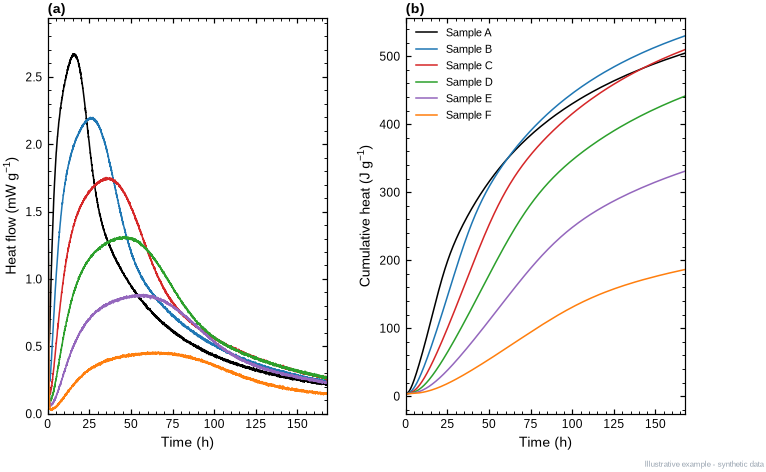 (a)
Heat flow (mW g⁻¹)
2.5
2.0
1.5
1.0
0.5
0.0
0 25 50 75 100 125 150
Time (h)
(b)
Sample A
Sample B
Sample C
Sample D
Sample E
Sample F
Cumulative heat (J g⁻¹)
500
400
300
200
100
0
0 25 50 75 100 125 150
Time (h)
Illustrative example - synthetic data